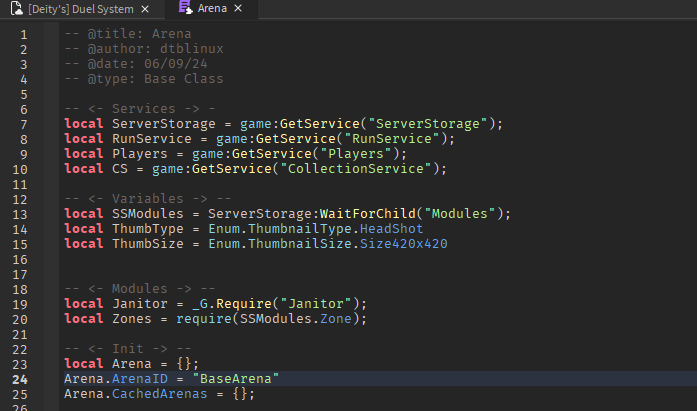 [Deity's] Duel System × Arena ×
1 -- @title: Arena
2 -- @author: dtblinux
3 -- @date: 06/09/24
4 -- @type: Base Class
5
6 -- <- Services -> -
7 local ServerStorage = game:GetService("ServerStorage");
8 local RunService = game:GetService("RunService");
9 local Players = game:GetService("Players");
10 local CS = game:GetService("CollectionService");
11
12 -- <- Variables -> --
13 local SSModules = ServerStorage:WaitForChild("Modules");
14 local ThumbType = Enum.ThumbnailType.HeadShot
15 local ThumbSize = Enum.ThumbnailSize.Size420x420
16
17
18 -- <- Modules -> --
19 local Janitor = _G.Require("Janitor");
20 local Zones = require(SSModules.Zone);
21
22 -- <- Init -> --
23 local Arena = {};
24 Arena.ArenaID = "BaseArena"
25 Arena.CachedArenas = {};
26